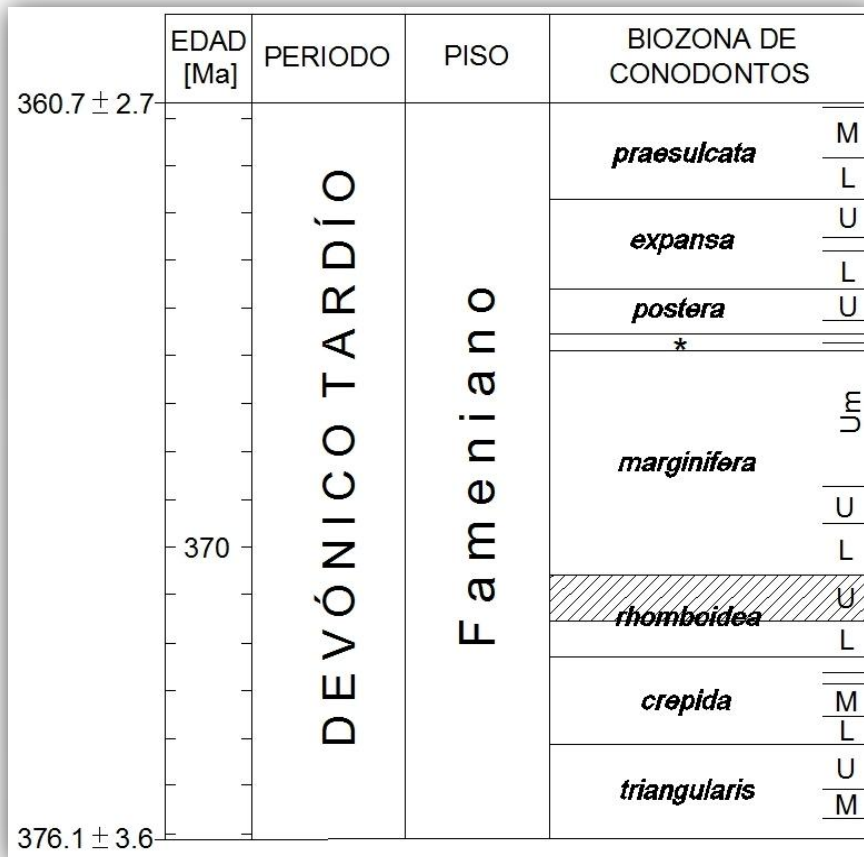 EDAD
[Ma]
PERIODO
PISO
BIOZONA DE
CONODONTOS
360.7 ± 2.7
370
376.1 ± 3.6
DEVÓNICO TARDÍO
Fameniano
praesulcata
M
L
expansa
U
L
postera
U
*
marginifera
Um
U
L
rhomboidea
U
L
crepida
M
L
triangularis
U
M